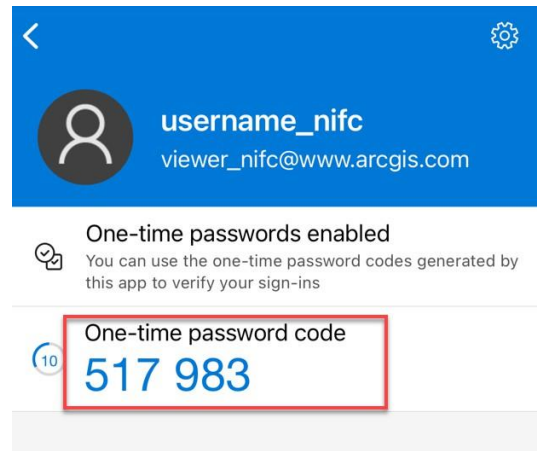 username_nifc
viewer_nifc@www.arcgis.com
One-time passwords enabled
You can use the one-time password codes generated by
this app to verify your sign-ins
One-time password code
10
517 983